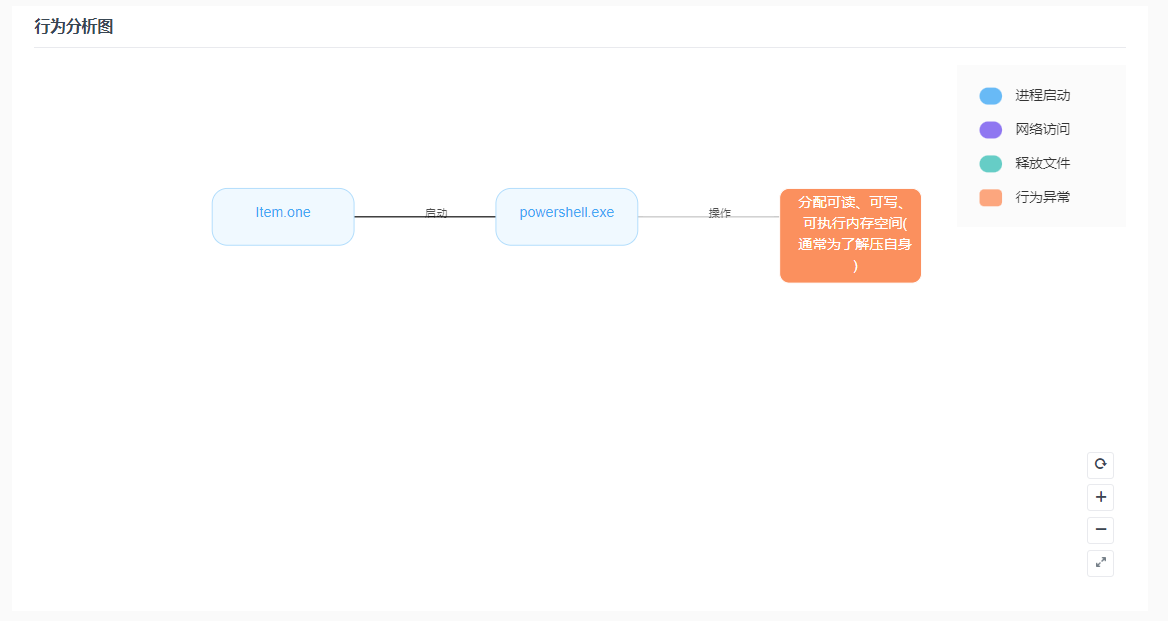 行为分析图
进程启动
网络访问
释放文件
行为异常
Item.one
启动
powershell.exe
操作
分配可读、可写、
可执行内存空间(
通常为了解压自身
)